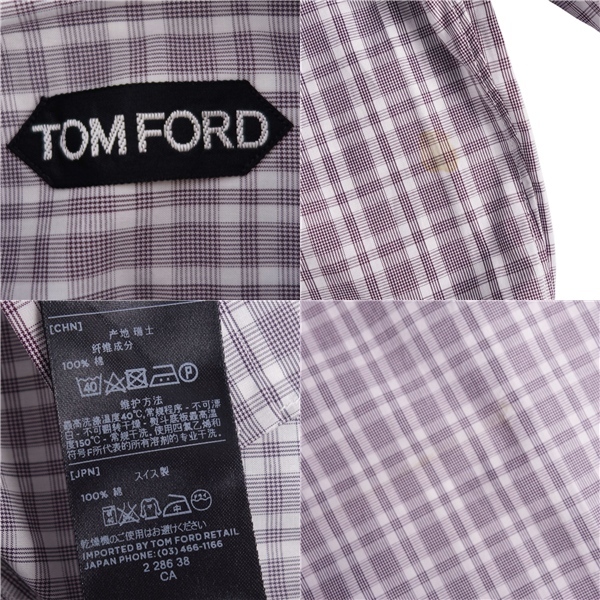 TOM FORD
[CHN]
产地 瑞士
纤维成分
100% 棉
40
P
维护方法
最高洗涤温度40℃,常规程序 - 不可漂
白 - 不可翻转干燥 - 熨斗底板最高温
度150℃ - 常规干洗, 使用四氯乙烯和
符号F所代表的所有溶剂的专业干洗.
[JPN]
スイス製
100% 綿
乾燥機のご使用はお避けください
IMPORTED BY TOM FORD RETAIL
JAPAN PHONE: (03) 466-1166
2 286 38
CA